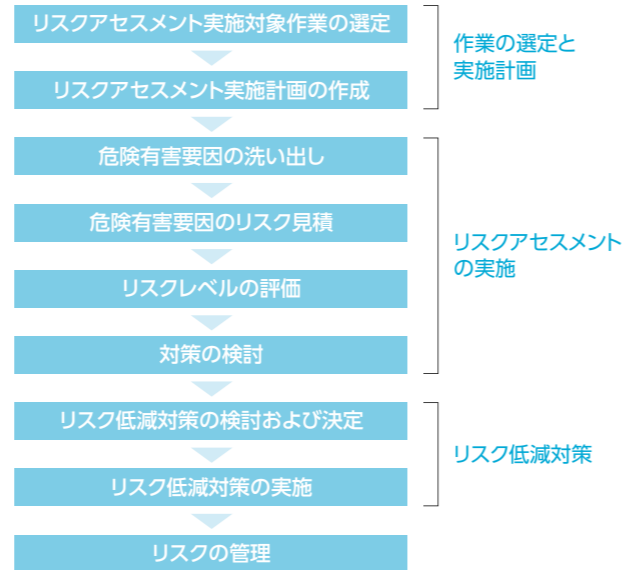 リスクアセスメント実施対象作業の選定
リスクアセスメント実施計画の作成
作業の選定と
実施計画
危険有害要因の洗い出し
危険有害要因のリスク見積
リスクレベルの評価
対策の検討
リスクアセスメント
の実施
リスク低減対策の検討および決定
リスク低減対策の実施
リスク低減対策
リスクの管理